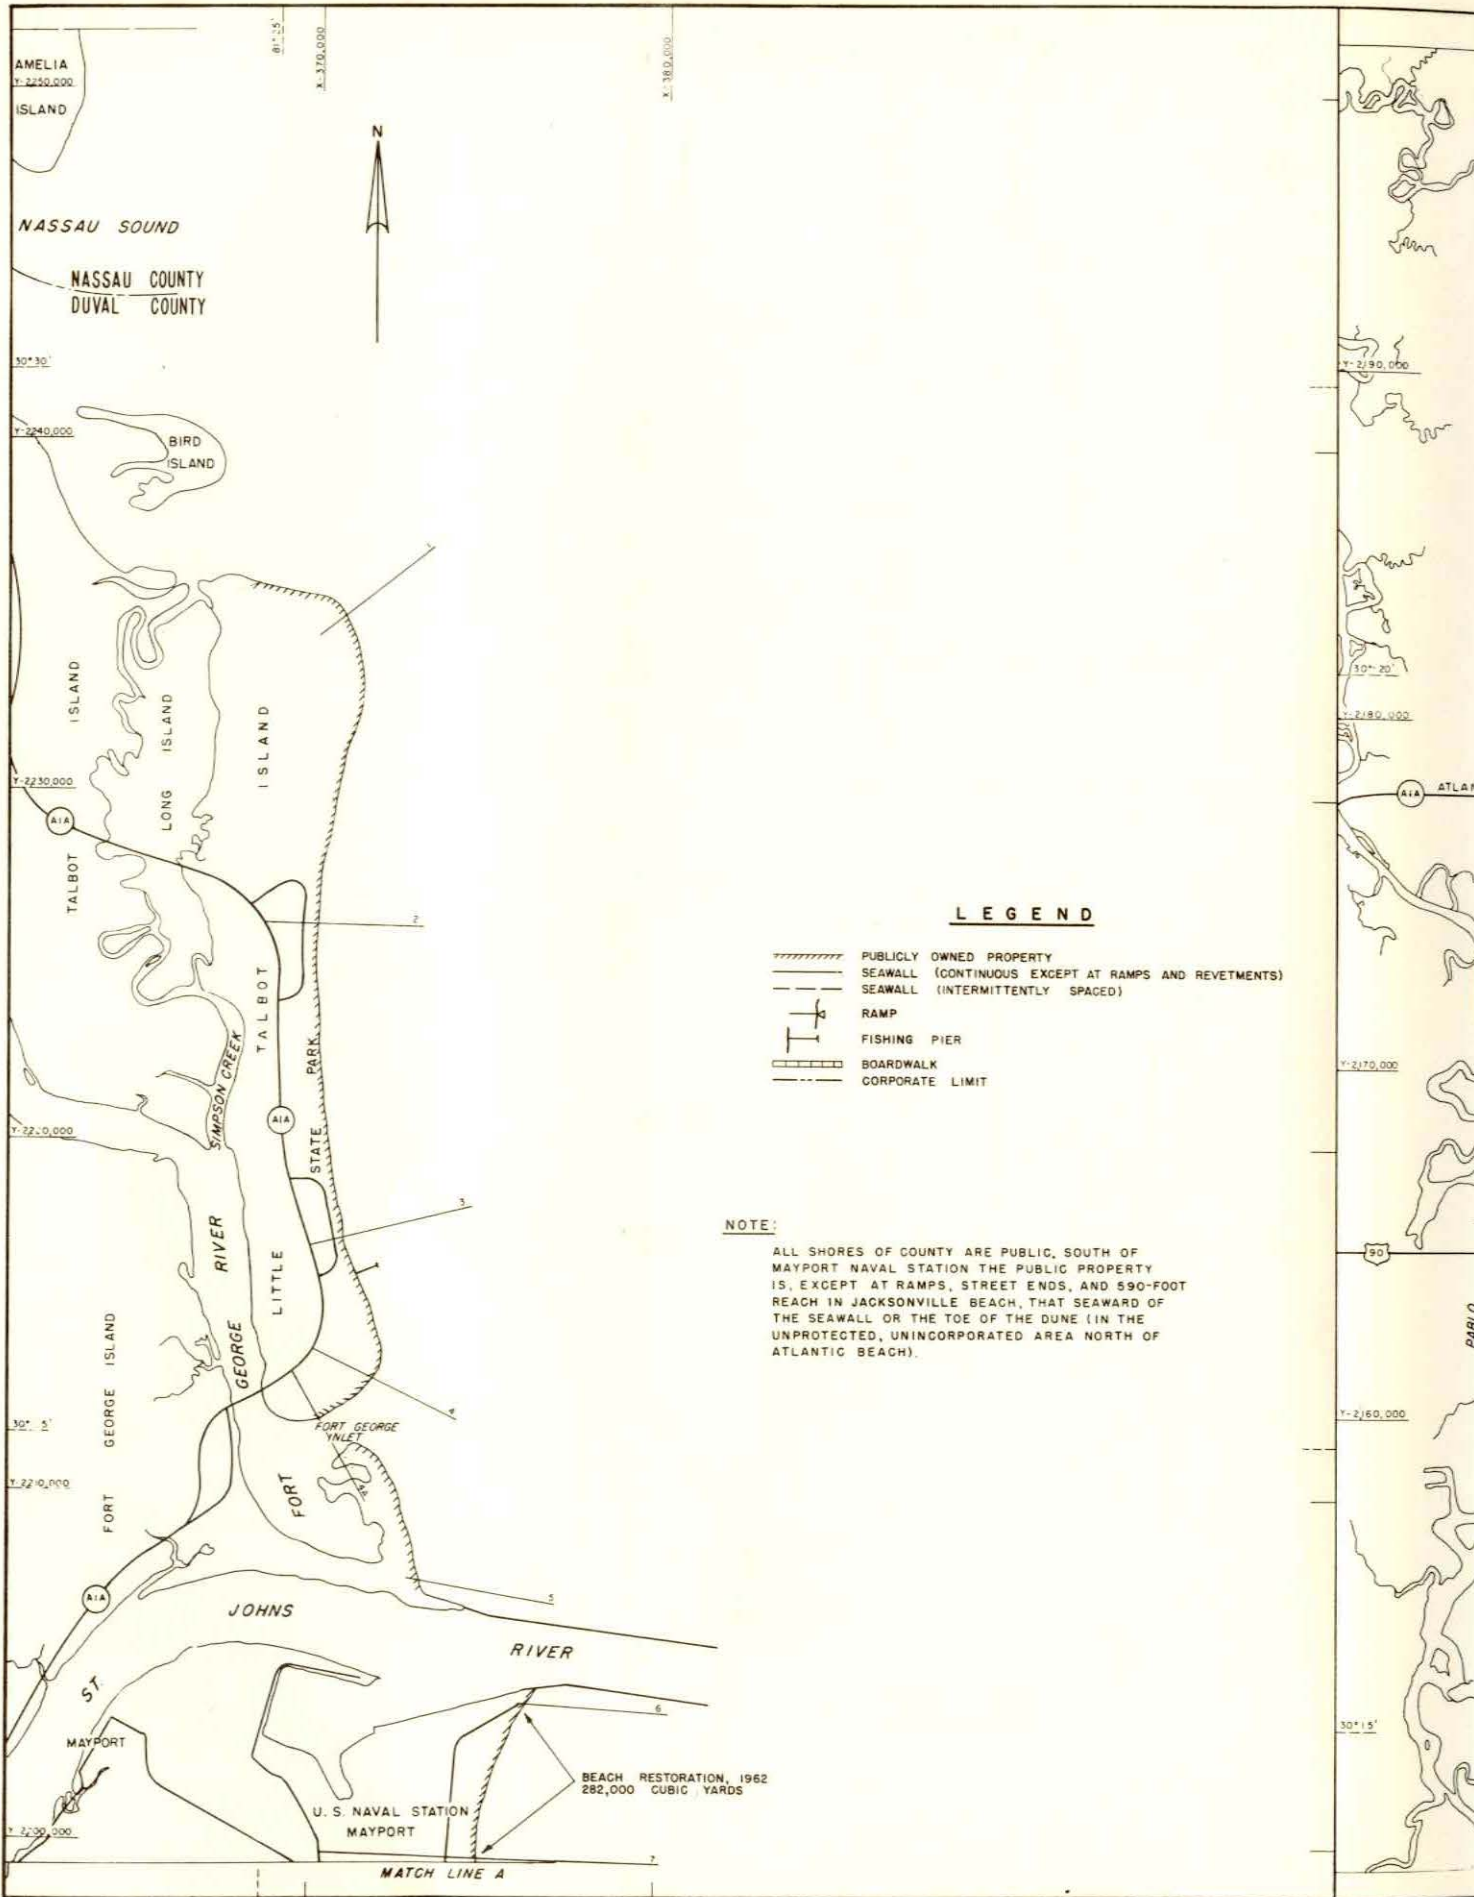 81°25'
X-370,000
X-380,000
AMELIA
Y-2250,000
ISLAND
N
NASSAU SOUND
NASSAU COUNTY
DUVAL COUNTY
30°30'
Y-2240,000
BIRD
ISLAND
1
TALBOT ISLAND
LONG ISLAND
LITTLE TALBOT ISLAND
Y-2230,000
A1A
2
STATE PARK
SIMPSON CREEK
A1A
Y-2220,000
3
FORT GEORGE RIVER
FORT GEORGE ISLAND
4
FORT GEORGE
INLET
4A
Y-2210,000
5
A1A
ST. JOHNS RIVER
6
MAYPORT
BEACH RESTORATION, 1962
282,000 CUBIC YARDS
U. S. NAVAL STATION
MAYPORT
Y-2200,000
7
MATCH LINE A
LEGEND
PUBLICLY OWNED PROPERTY
SEAWALL (CONTINUOUS EXCEPT AT RAMPS AND REVETMENTS)
SEAWALL (INTERMITTENTLY SPACED)
RAMP
FISHING PIER
BOARDWALK
CORPORATE LIMIT
NOTE:
ALL SHORES OF COUNTY ARE PUBLIC, SOUTH OF
MAYPORT NAVAL STATION THE PUBLIC PROPERTY
IS, EXCEPT AT RAMPS, STREET ENDS, AND 590-FOOT
REACH IN JACKSONVILLE BEACH, THAT SEAWARD OF
THE SEAWALL OR THE TOE OF THE DUNE (IN THE
UNPROTECTED, UNINCORPORATED AREA NORTH OF
ATLANTIC BEACH).
Y-2190,000
30°20'
Y-2180,000
A1A ATLAN
Y-2170,000
90
PABLO
Y-2160,000
30°15'